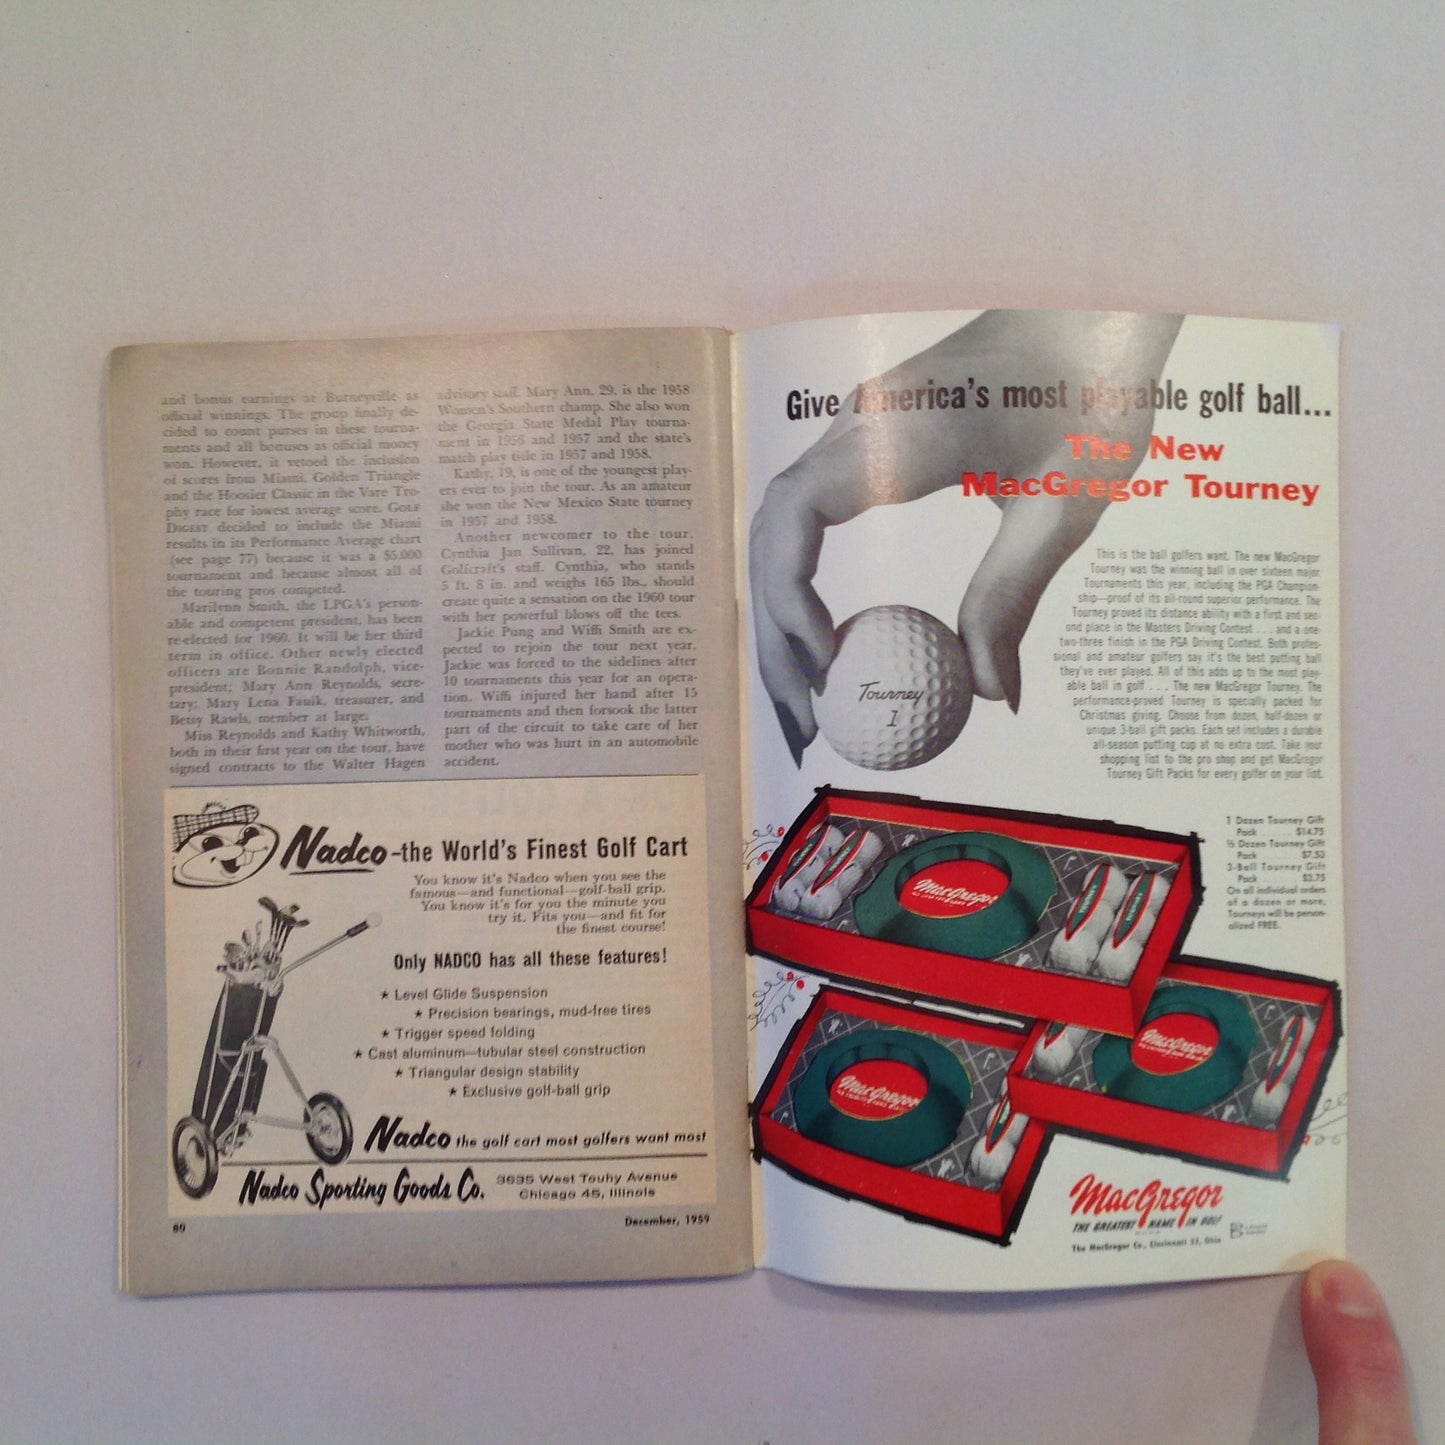 and bonus earnings at Burneyville as
official winnings. The group finally de-
cided to count purses in these tourna-
ments and all bonuses as official money
won. However, it vetoed the inclusion
of scores from Miami, Golden Triangle
and the Hoosier Classic in the Vare Tro-
phy race for lowest average score. GOLF
DIGEST decided to include the Miami
results in its Performance Average chart
(see page 77) because it was a $5,000
tournament and because almost all of
the touring pros competed.
Marilynn Smith, the LPGA's person-
able and competent president, has been
re-elected for 1960. It will be her third
term in office. Other newly elected
officers are Bonnie Randolph, vice-
president; Mary Ann Reynolds, secre-
tary; Mary Lena Faulk, treasurer, and
Betsy Rawls, member at large.
Miss Reynolds and Kathy Whitworth,
both in their first year on the tour, have
signed contracts to the Walter Hagen
advisory staff. Mary Ann, 29, is the 1958
Women's Southern champ. She also won
the Georgia State Medal Play tourna-
ment in 1956 and 1957 and the state's
match play title in 1957 and 1958.
Kathy, 19, is one of the youngest play-
ers ever to join the tour. As an amateur
she won the New Mexico State tourney
in 1957 and 1958.
Another newcomer to the tour,
Cynthia Jan Sullivan, 22, has joined
Golfcraft's staff. Cynthia, who stands
5 ft. 8 in. and weighs 165 lbs., should
create quite a sensation on the 1960 tour
with her powerful blows off the tees.
Jackie Pung and Wiffi Smith are ex-
pected to rejoin the tour next year.
Jackie was forced to the sidelines after
10 tournaments this year for an opera-
tion. Wiffi injured her hand after 15
tournaments and then forsook the latter
part of the circuit to take care of her
mother who was hurt in an automobile
accident.
Nadco-the World's Finest Golf Cart
You know it's Nadco when you see the
famous—and functional—golf-ball grip.
You know it's for you the minute you
try it. Fits you—and fit for
the finest course!
Only NADCO has all these features!
★ Level Glide Suspension
★ Precision bearings, mud-free tires
★ Trigger speed folding
★ Cast aluminum—tubular steel construction
★ Triangular design stability
★ Exclusive golf-ball grip
Nadco the golf cart most golfers want most
Nadco Sporting Goods Co. 3635 West Touhy Avenue
Chicago 45, Illinois
80
December, 1959
Give America's most playable golf ball...
The New
MacGregor Tourney
This is the ball golfers want. The new MacGregor
Tourney was the winning ball in over sixteen major
Tournaments this year, including the PGA Champion-
ship—proof of its all-round superior performance. The
Tourney proved its distance ability with a first and sec-
ond place in the Masters Driving Contest . . . and a one-
two-three finish in the PGA Driving Contest. Both profes-
sional and amateur golfers say it's the best putting ball
they've ever played. All of this adds up to the most play-
able ball in golf . . . The new MacGregor Tourney. The
performance-proved Tourney is specially packed for
Christmas giving. Choose from dozen, half-dozen or
unique 3-ball gift packs. Each set includes a durable
all-season putting cup at no extra cost. Take your
shopping list to the pro shop and get MacGregor
Tourney Gift Packs for every golfer on your list.
Tourney
1
1 Dozen Tourney Gift
Pack ...... $14.75
½ Dozen Tourney Gift
Pack ...... $7.53
3-Ball Tourney Gift
Pack ...... $3.75
On all individual orders
of a dozen or more,
Tourneys will be person-
alized FREE.
MacGregor
MacGregor
MacGregor
MacGregor
THE GREATEST NAME IN GOLF
The MacGregor Co., Cincinnati 32, Ohio